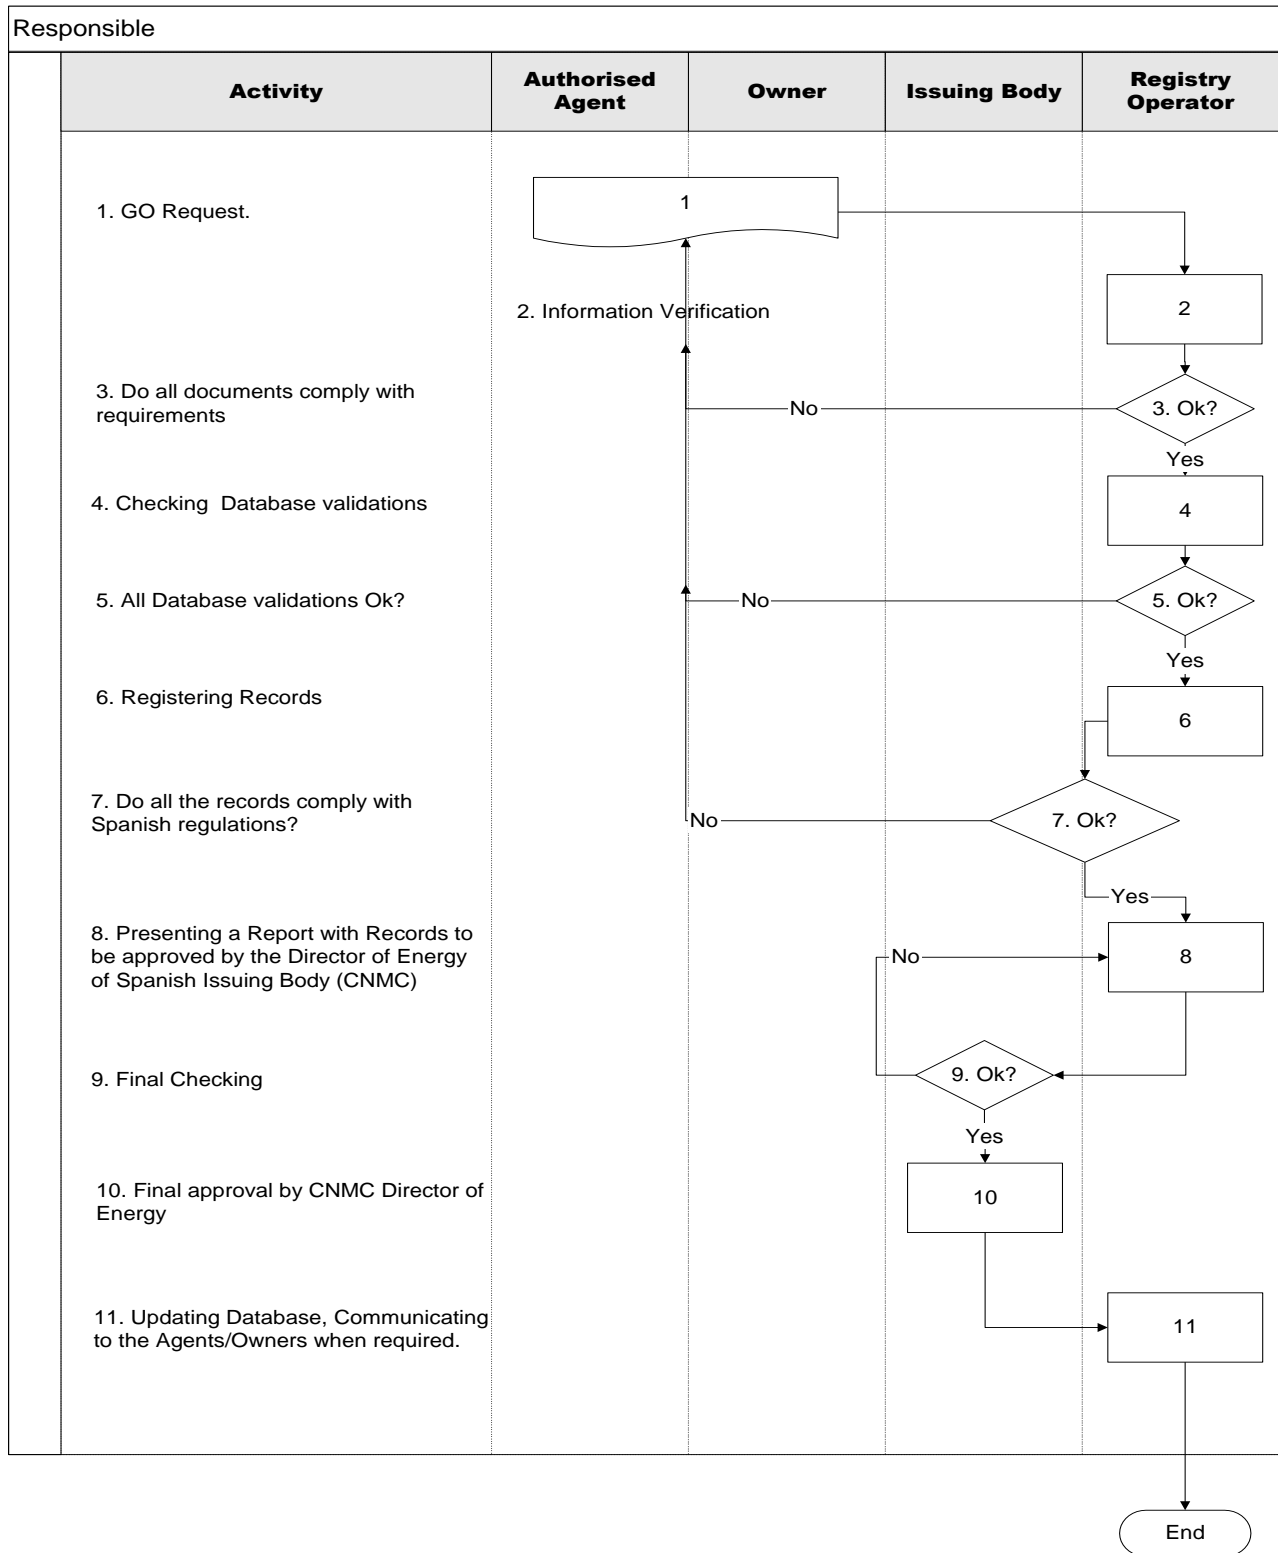 Responsible
Activity
Authorised
Agent
Owner
Issuing Body
Registry
Operator
1. GO Request.
1
2. Information Verification
2
3. Do all documents comply with
requirements
No
3. Ok?
Yes
4. Checking  Database validations
4
5. All Database validations Ok?
No
5. Ok?
Yes
6. Registering Records
6
7. Do all the records comply with
Spanish regulations?
No
7. Ok?
Yes
8. Presenting a Report with Records to
be approved by the Director of Energy
of Spanish Issuing Body (CNMC)
No
8
9. Final Checking
9. Ok?
Yes
10. Final approval by CNMC Director of
Energy
10
11. Updating Database, Communicating
to the Agents/Owners when required.
11
End